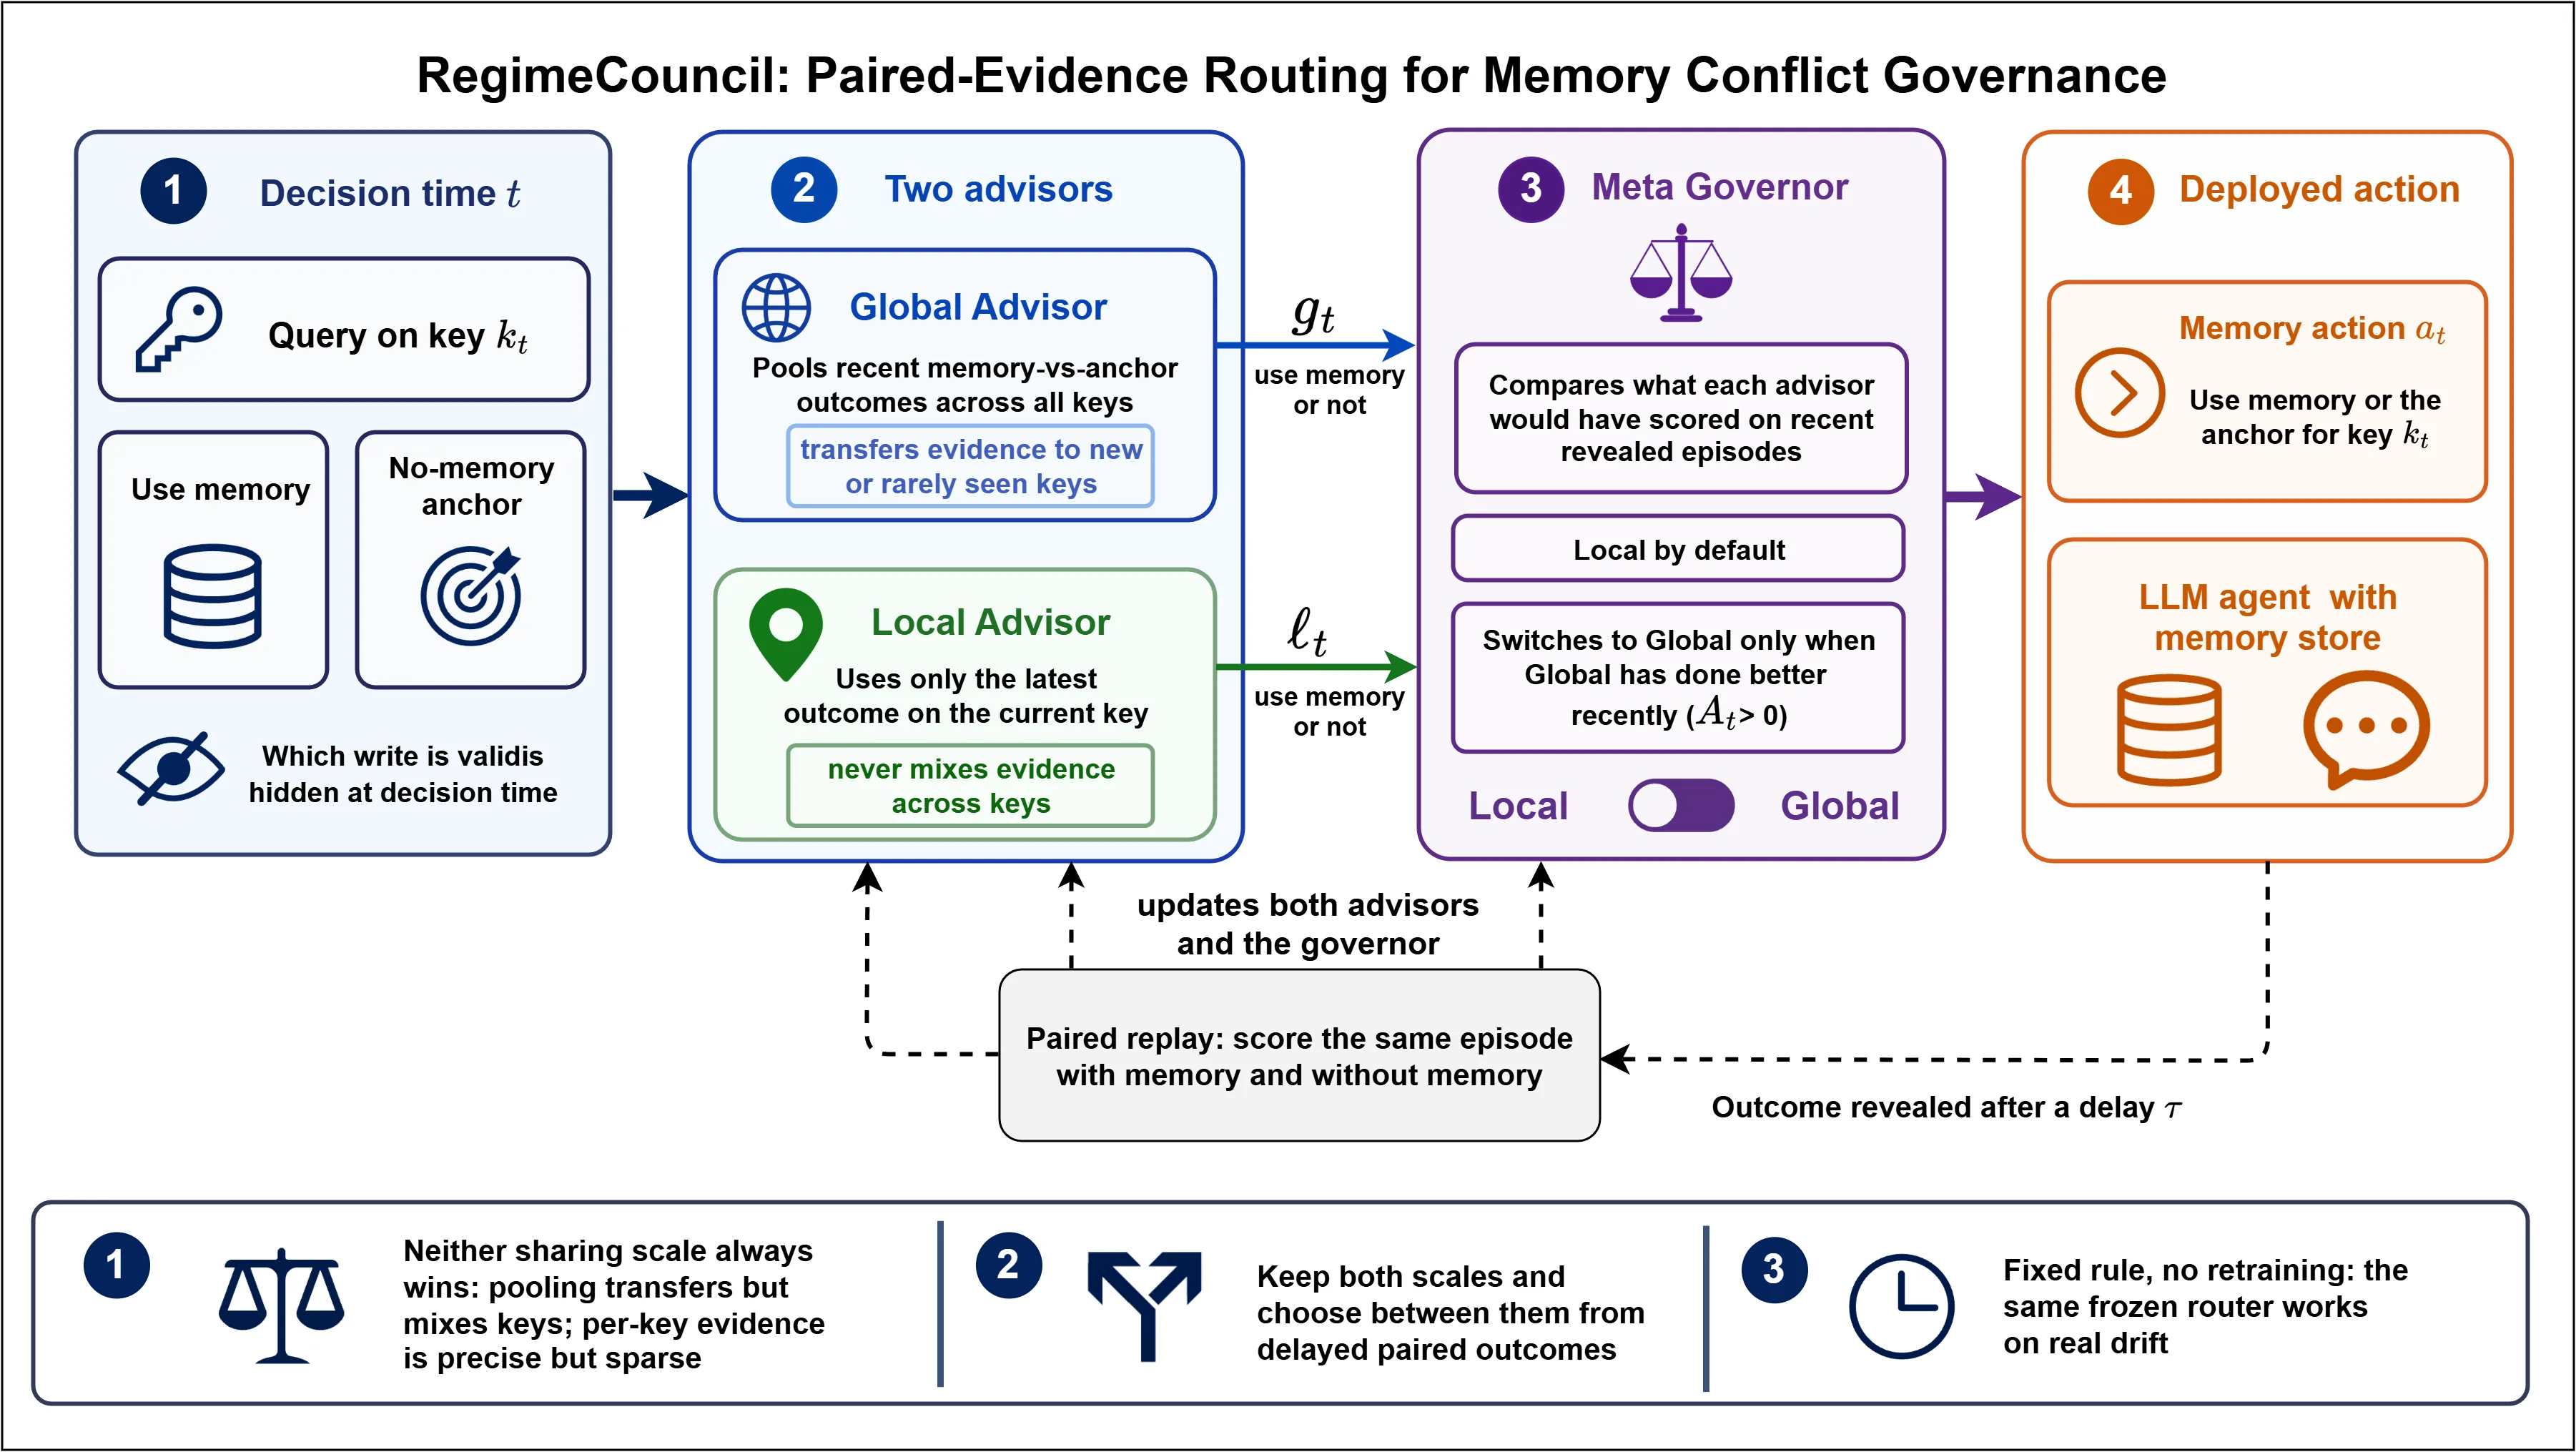 RegimeCouncil: Paired-Evidence Routing for Memory Conflict Governance
1
Decision time t
Query on key kₜ
Use memory
No-memory
anchor
Which write is validis
hidden at decision time
2
Two advisors
Global Advisor
Pools recent memory-vs-anchor
outcomes across all keys
transfers evidence to new
or rarely seen keys
Local Advisor
Uses only the latest
outcome on the current key
never mixes evidence
across keys
gₜ
use memory
or not
ℓₜ
use memory
or not
3
Meta Governor
Compares what each advisor
would have scored on recent
revealed episodes
Local by default
Switches to Global only when
Global has done better
recently (Aₜ> 0)
Local
Global
4
Deployed action
Memory action aₜ
Use memory or the
anchor for key kₜ
LLM agent  with
memory store
updates both advisors
and the governor
Paired replay: score the same episode
with memory and without memory
Outcome revealed after a delay τ
1
Neither sharing scale always
wins: pooling transfers but
mixes keys; per-key evidence
is precise but sparse
2
Keep both scales and
choose between them from
delayed paired outcomes
3
Fixed rule, no retraining: the
same frozen router works
on real drift